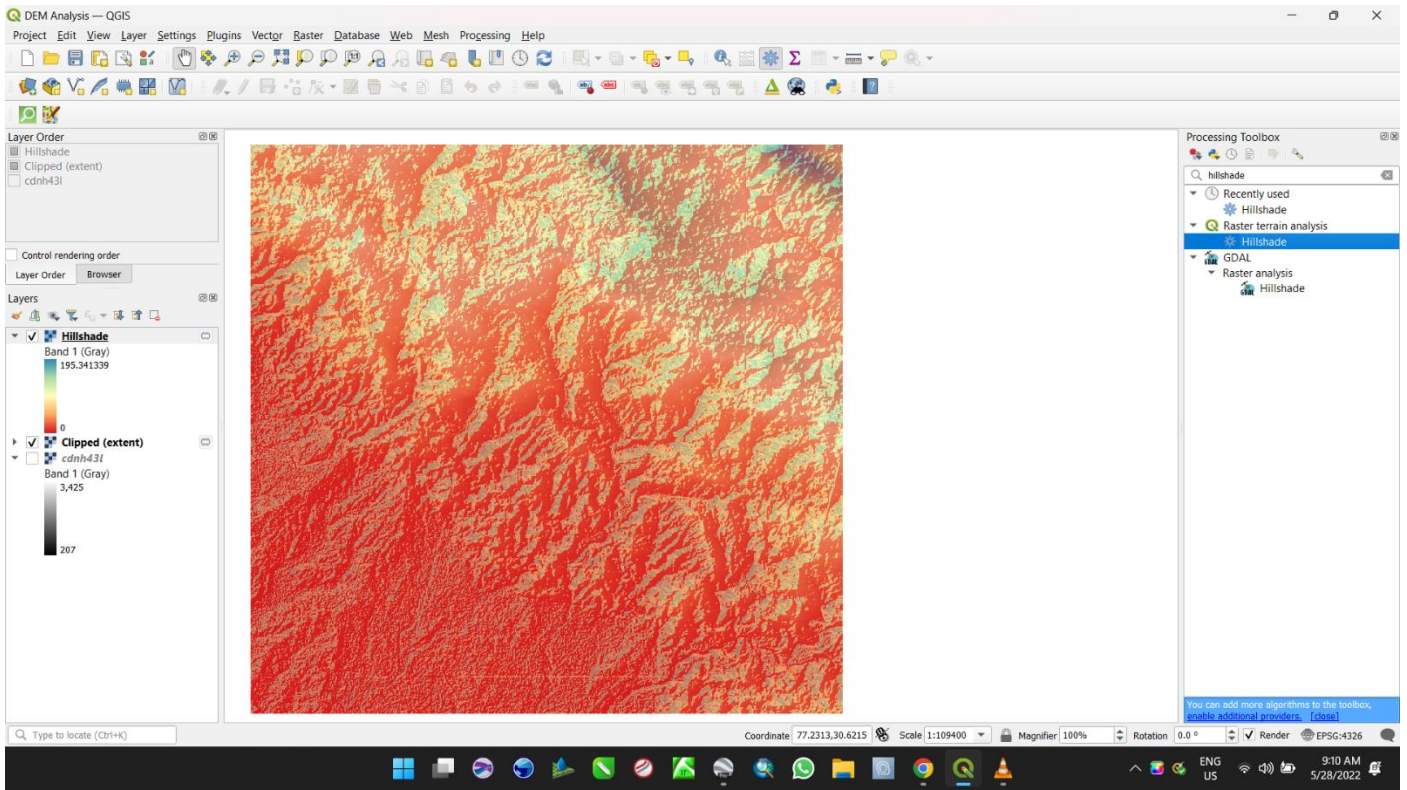 DEM Analysis — QGIS
Project Edit View Layer Settings Plugins Vector Raster Database Web Mesh Processing Help
Layer Order
Hillshade
Clipped (extent)
cdnh43l
Control rendering order
Layer Order Browser
Layers
Hillshade
Band 1 (Gray)
195.341339
0
Clipped (extent)
cdnh43l
Band 1 (Gray)
3,425
207
Processing Toolbox
hillshade
Recently used
Hillshade
Raster terrain analysis
Hillshade
GDAL
Raster analysis
Hillshade
You can add more algorithms to the toolbox,
enable additional providers. [close]
Type to locate (Ctrl+K)
Coordinate 77.2313,30.6215 Scale 1:109400 Magnifier 100% Rotation 0.0 ° Render EPSG:4326
ENG
US
9:10 AM
5/28/2022